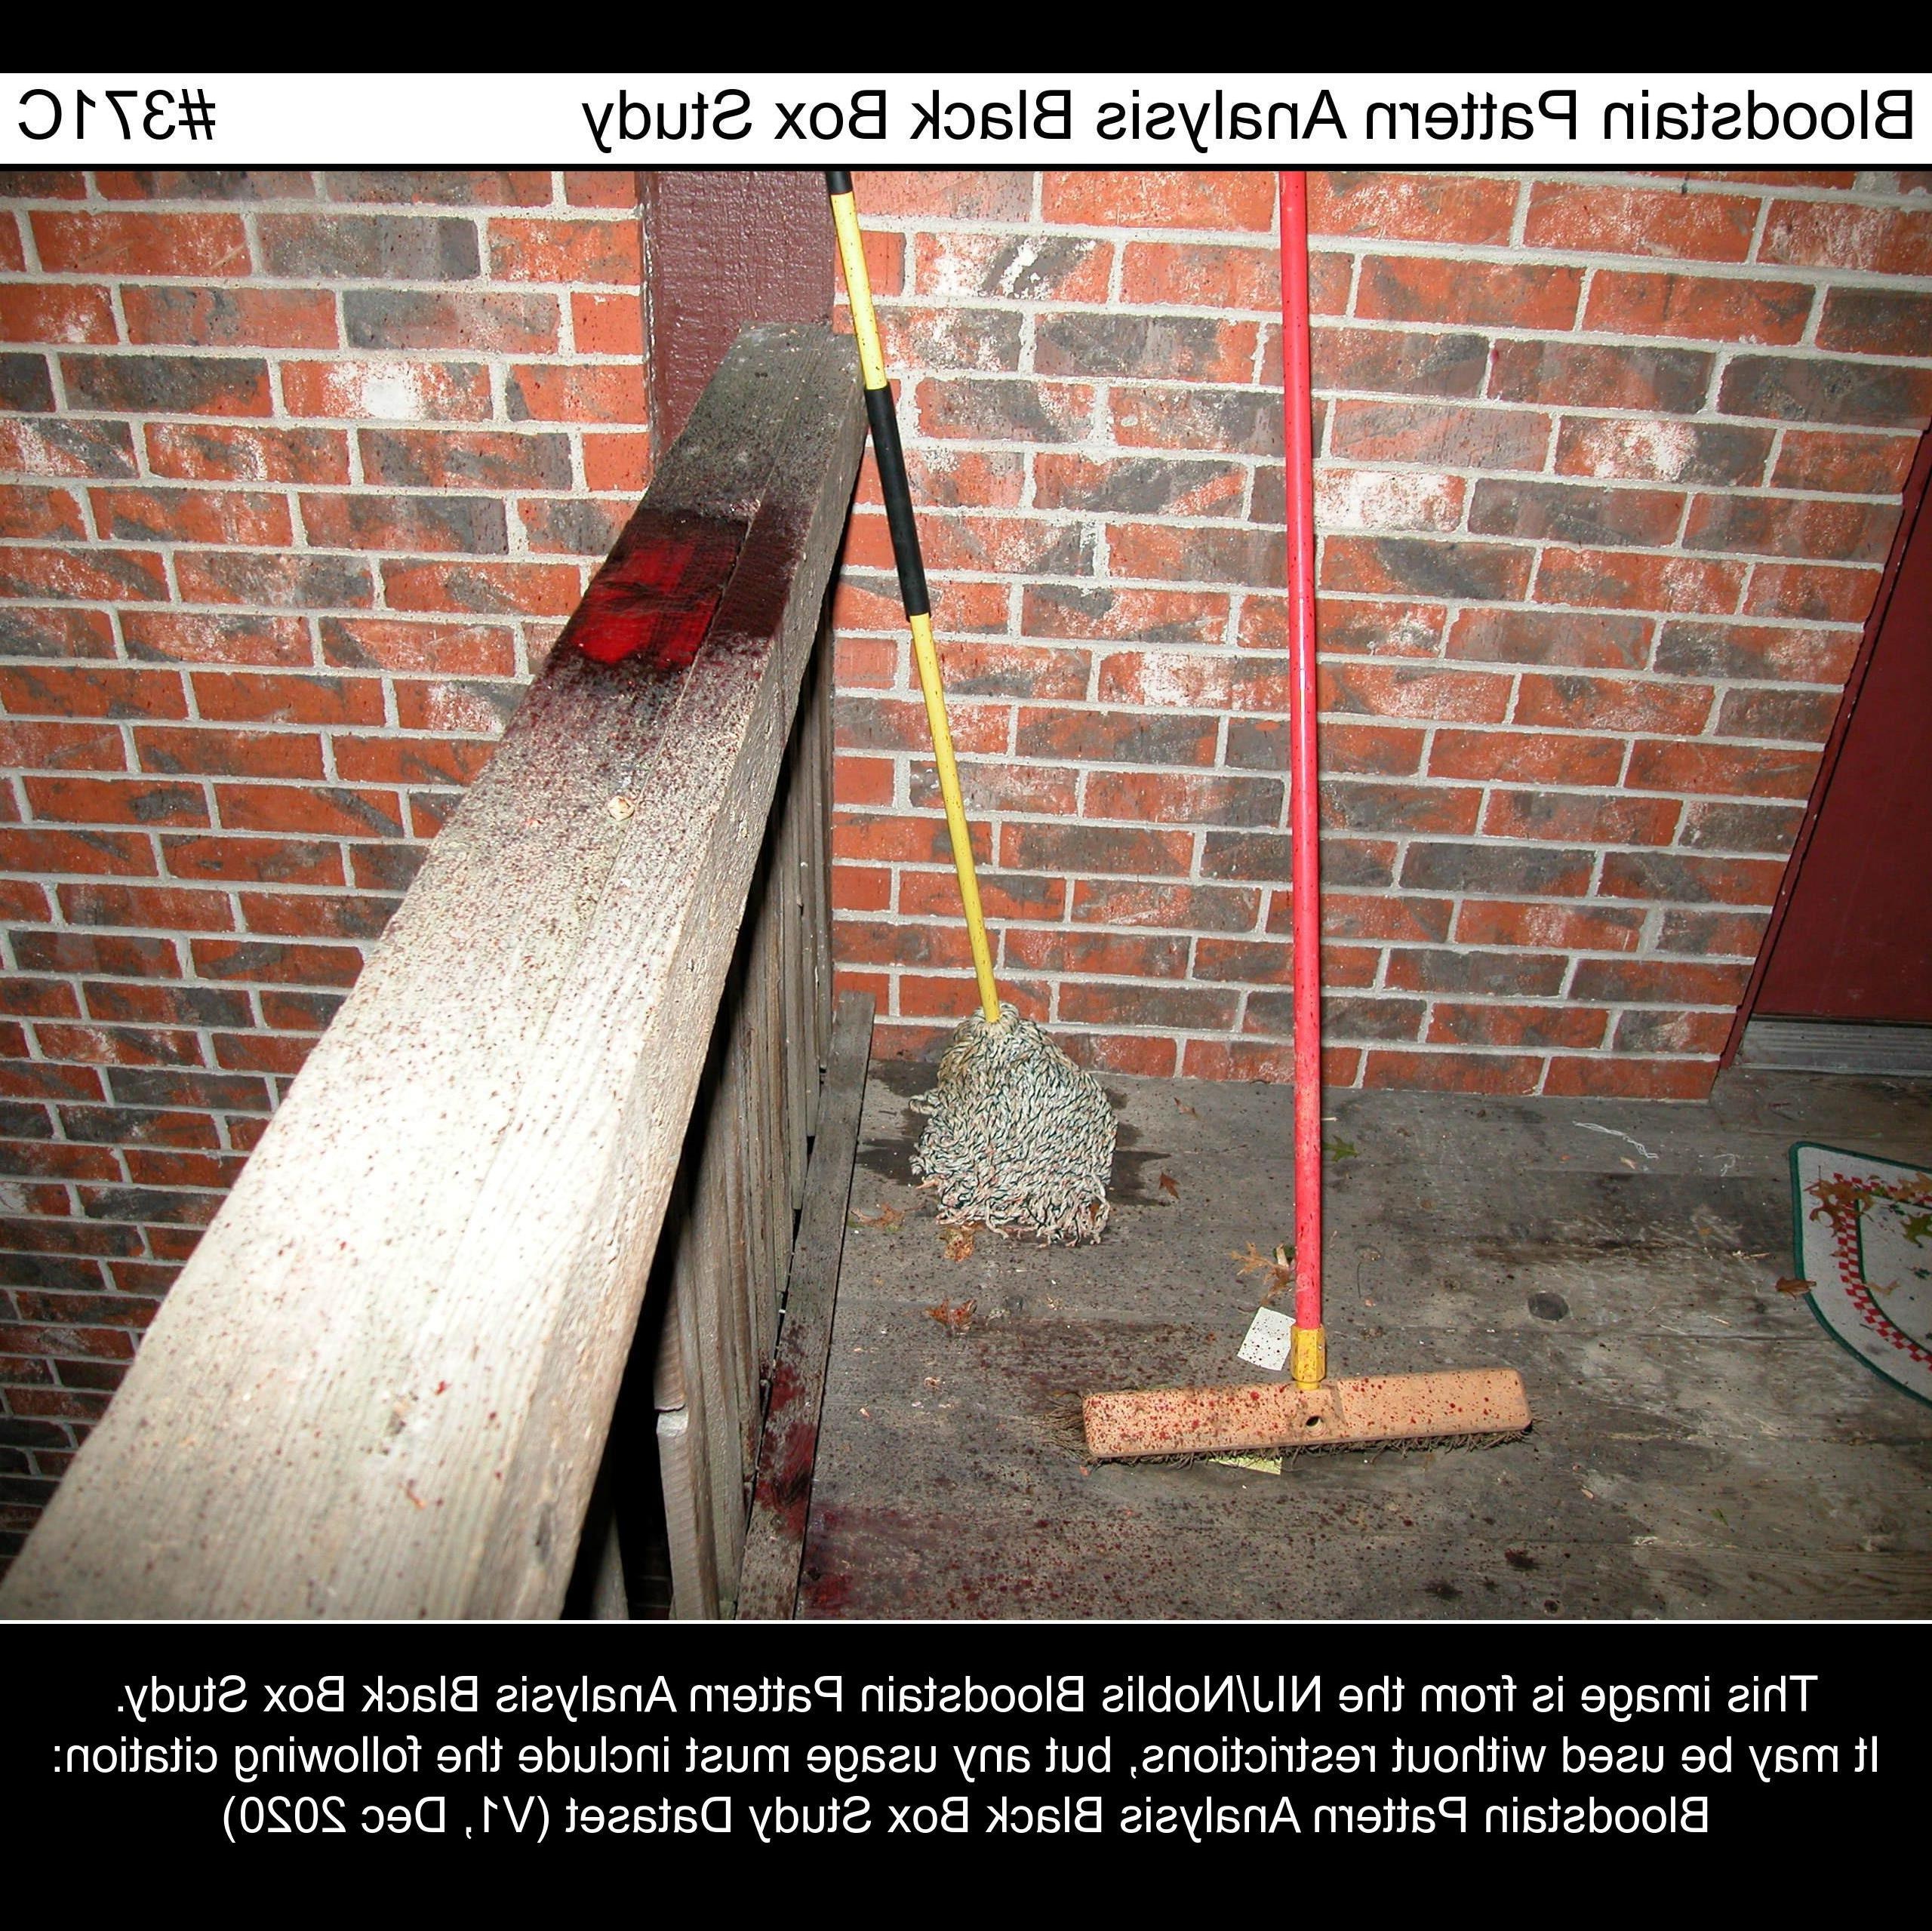 Bloodstain Pattern Analysis Black Box Study #371C
This image is from the NIJ/Noblis Bloodstain Pattern Analysis Black Box Study.
It may be used without restrictions, but any usage must include the following citation:
Bloodstain Pattern Analysis Black Box Study Dataset (V1, Dec 2020)